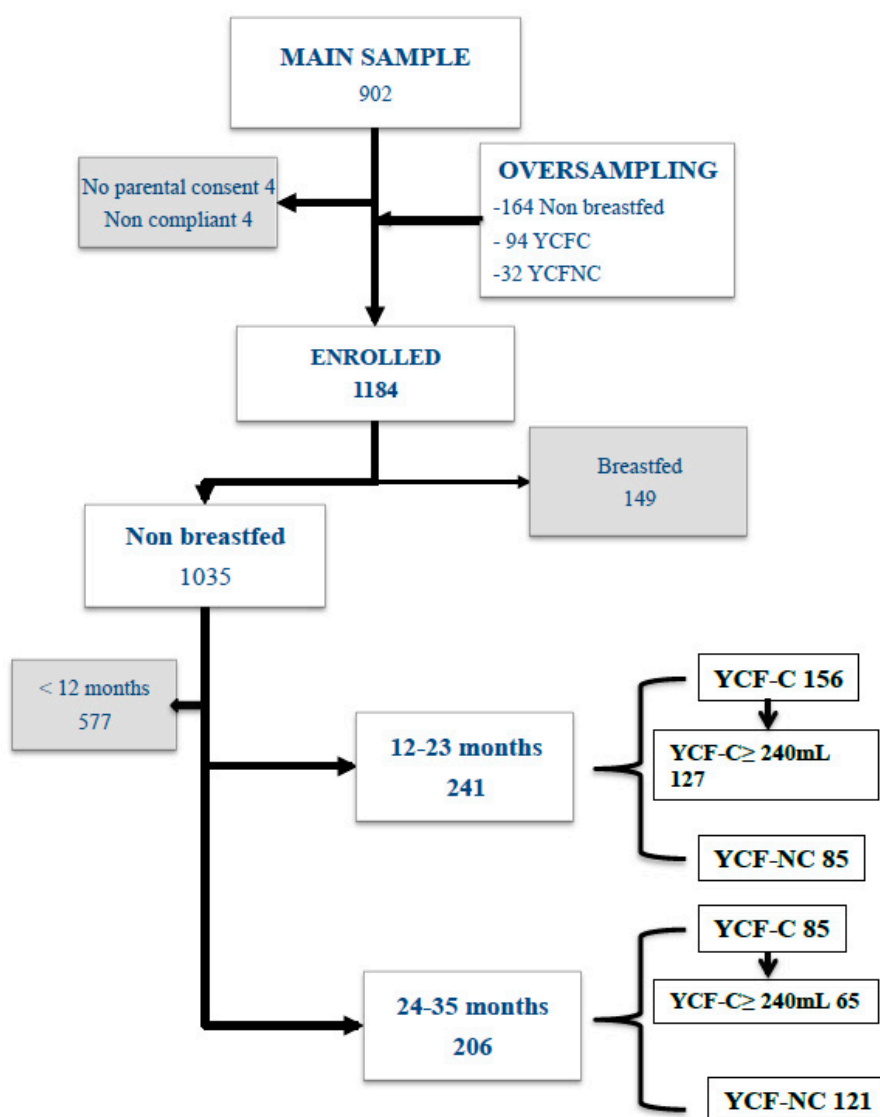 MAIN SAMPLE
902
No parental consent 4
Non compliant 4
OVERSAMPLING
-164 Non breastfed
- 94 YCFC
-32 YCFNC
ENROLLED
1184
Breastfed
149
Non breastfed
1035
< 12 months
577
12-23 months
241
YCF-C 156
YCF-C≥ 240mL
127
YCF-NC 85
24-35 months
206
YCF-C 85
YCF-C≥ 240mL 65
YCF-NC 121